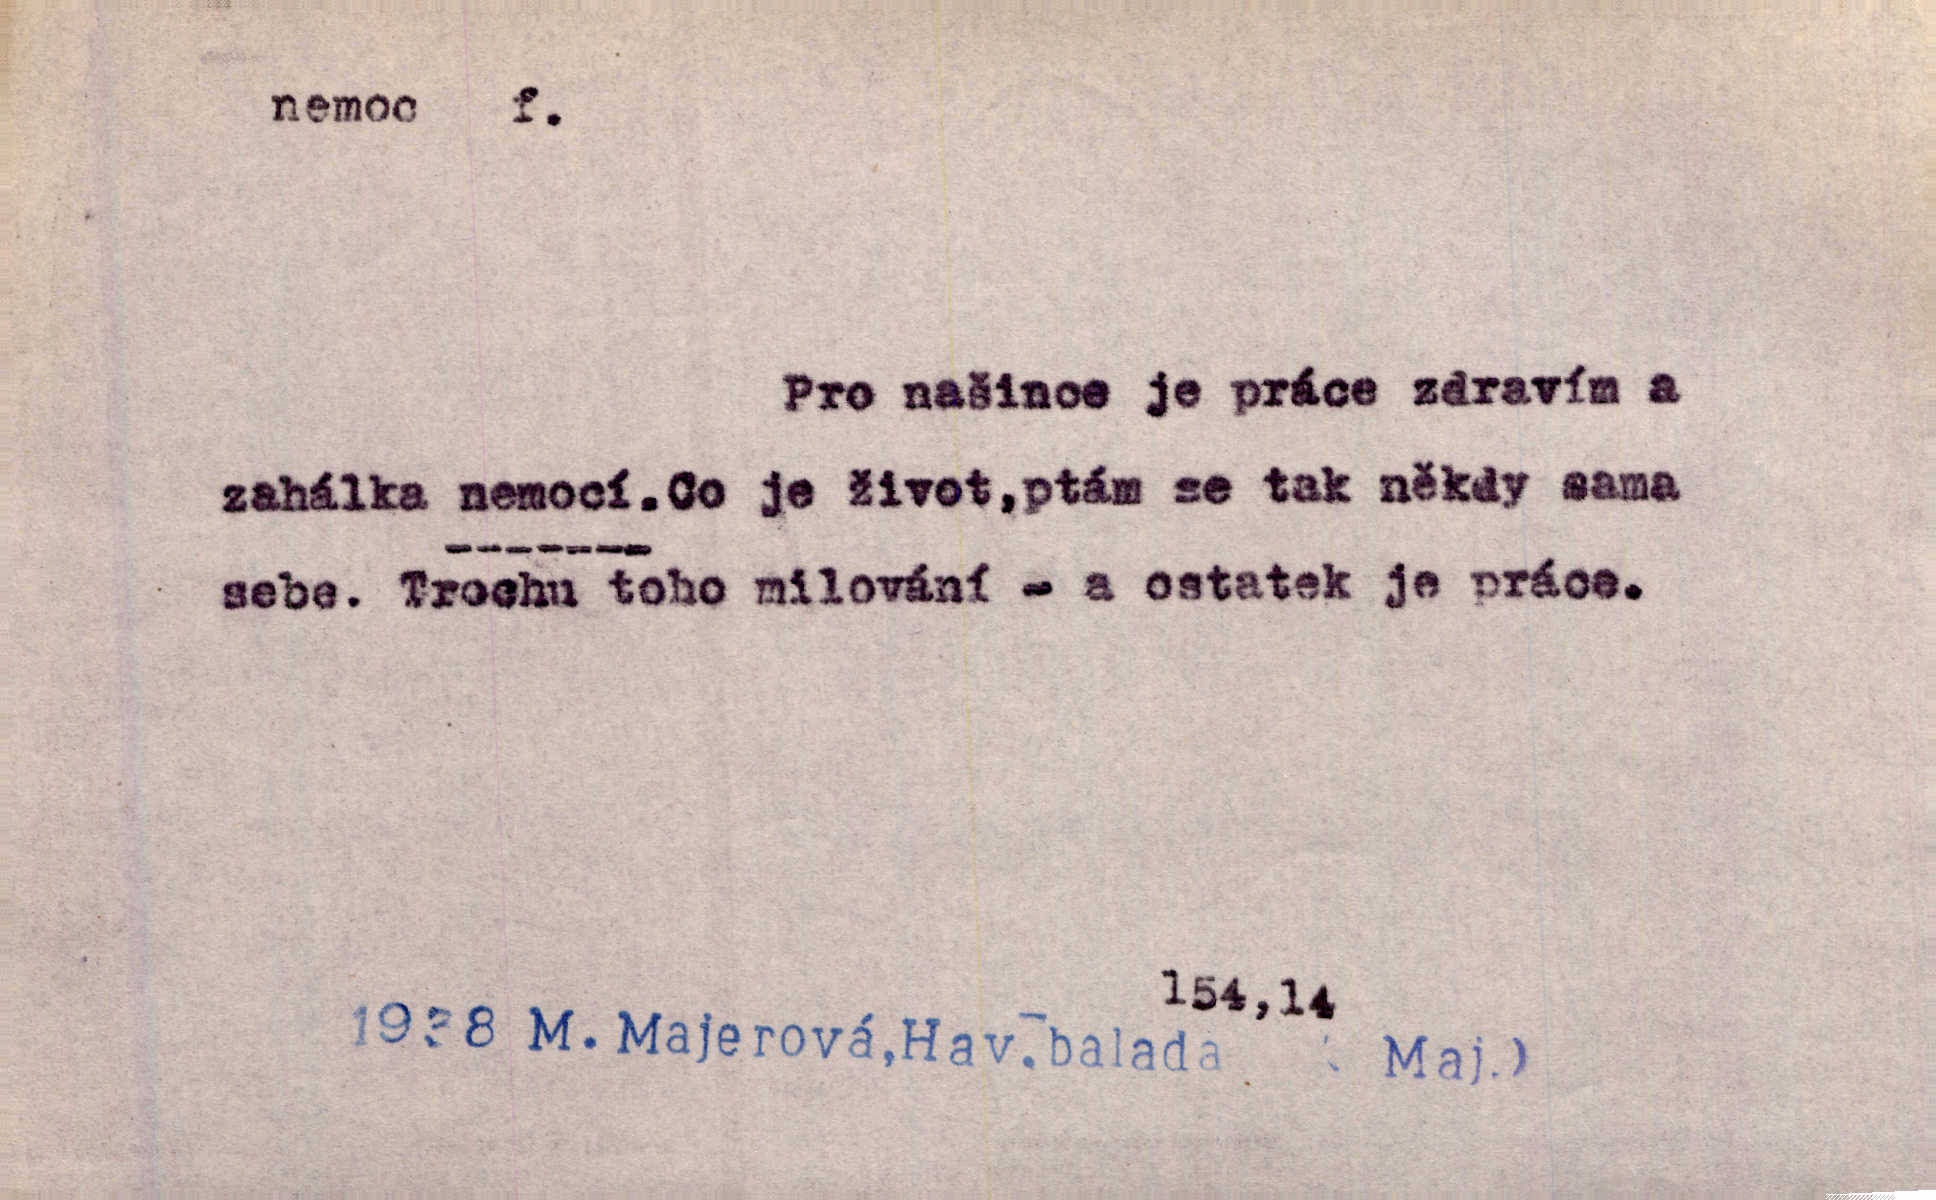 nemoc f.
Pro našince je práce zdravím a
zahálka nemocí.Co je život,ptám se tak někdy sama
sebe. Trochu toho milování - a ostatek je práce.
154,14
1938 M. Majerová,Hav.balada ( Maj.)